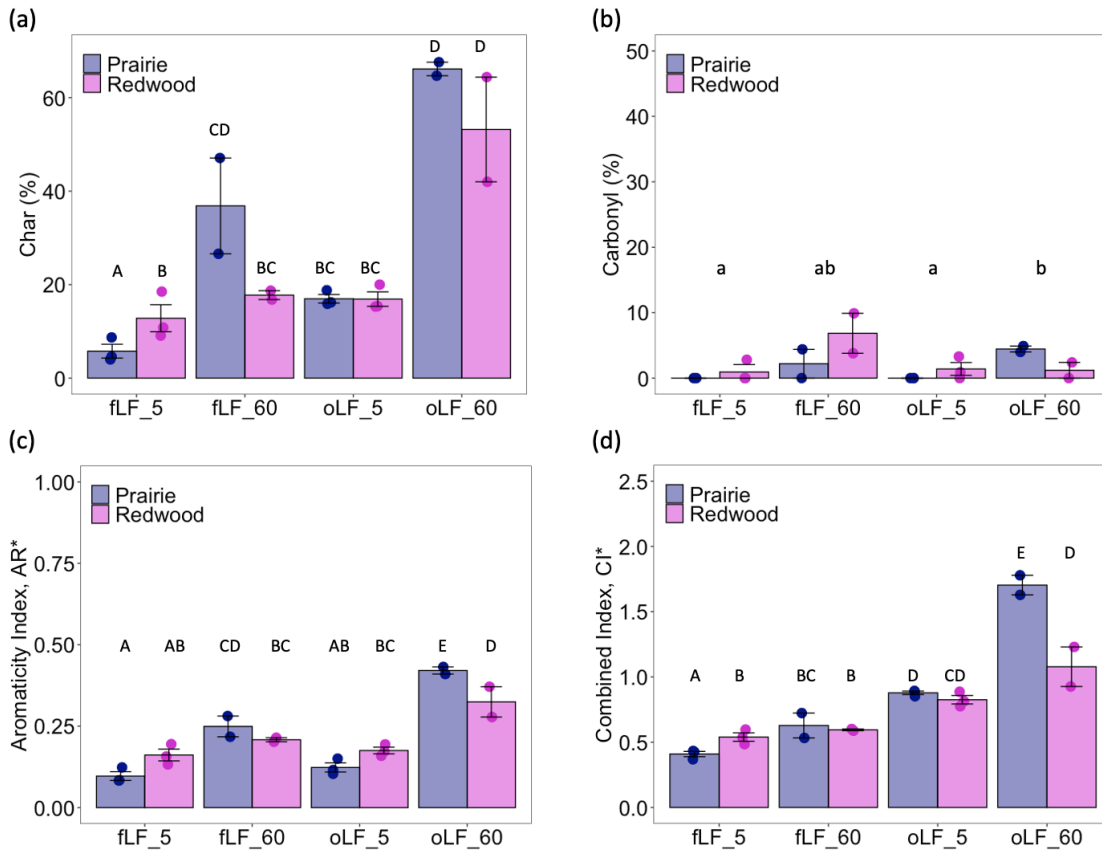 (a)
Prairie
Redwood
Char (%)
60
40
20
0
A
B
CD
BC
BC
BC
D
D
fLF_5
fLF_60
oLF_5
oLF_60
(b)
Prairie
Redwood
Carbonyl (%)
50
40
30
20
10
0
a
ab
a
b
fLF_5
fLF_60
oLF_5
oLF_60
(c)
Prairie
Redwood
Aromaticity Index, AR*
1.00
0.75
0.50
0.25
0.00
A
AB
CD
BC
AB
BC
E
D
fLF_5
fLF_60
oLF_5
oLF_60
(d)
Prairie
Redwood
Combined Index, CI*
2.5
2.0
1.5
1.0
0.5
0.0
A
B
BC
B
D
CD
E
D
fLF_5
fLF_60
oLF_5
oLF_60